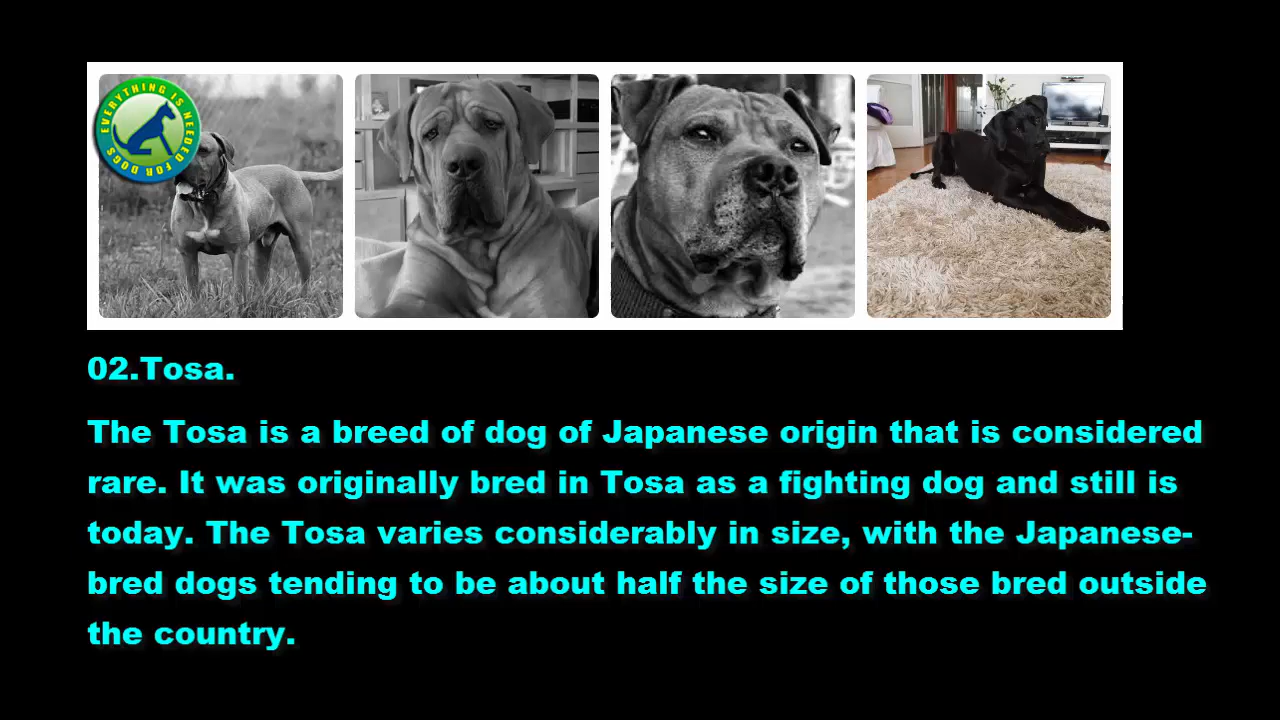 EVERYTHING IS NEEDED FOR DOGS
02.Tosa.
The Tosa is a breed of dog of Japanese origin that is considered
rare. It was originally bred in Tosa as a fighting dog and still is
today. The Tosa varies considerably in size, with the Japanese-
bred dogs tending to be about half the size of those bred outside
the country.